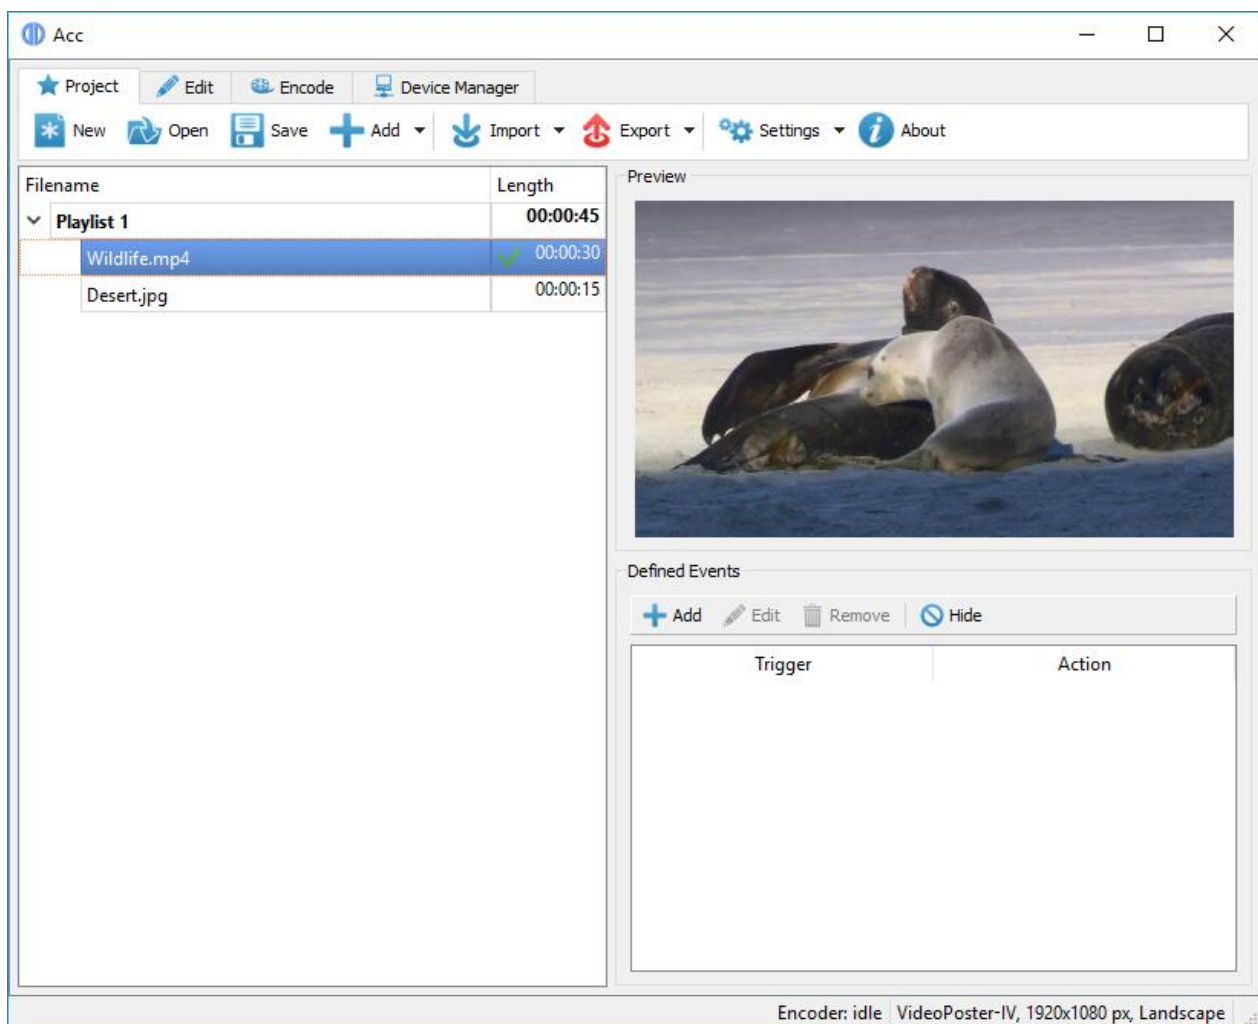 Acc
Project Edit Encode Device Manager
New Open Save Add Import Export Settings About
Filename Length
Playlist 1 00:00:45
Wildlife.mp4 00:00:30
Desert.jpg 00:00:15
Preview
Defined Events
Add Edit Remove Hide
Trigger Action
Encoder: idle VideoPoster-IV, 1920x1080 px, Landscape